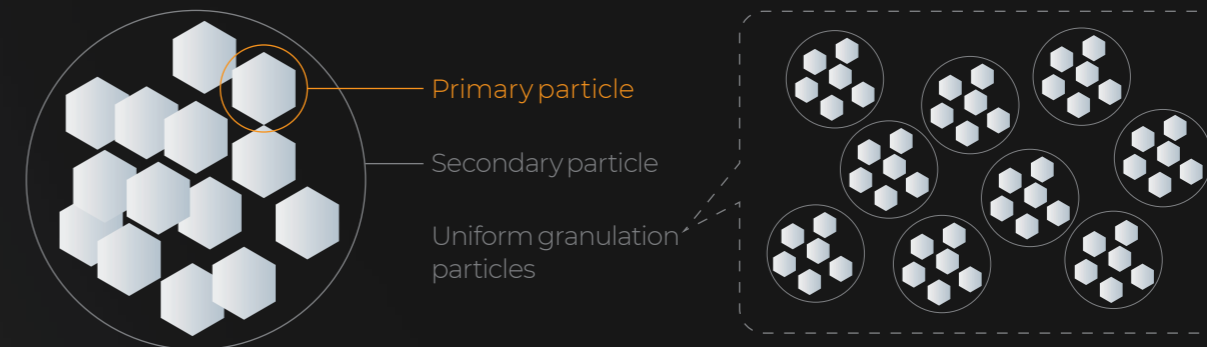 Primary particle
Secondary particle
Uniform granulation
particles